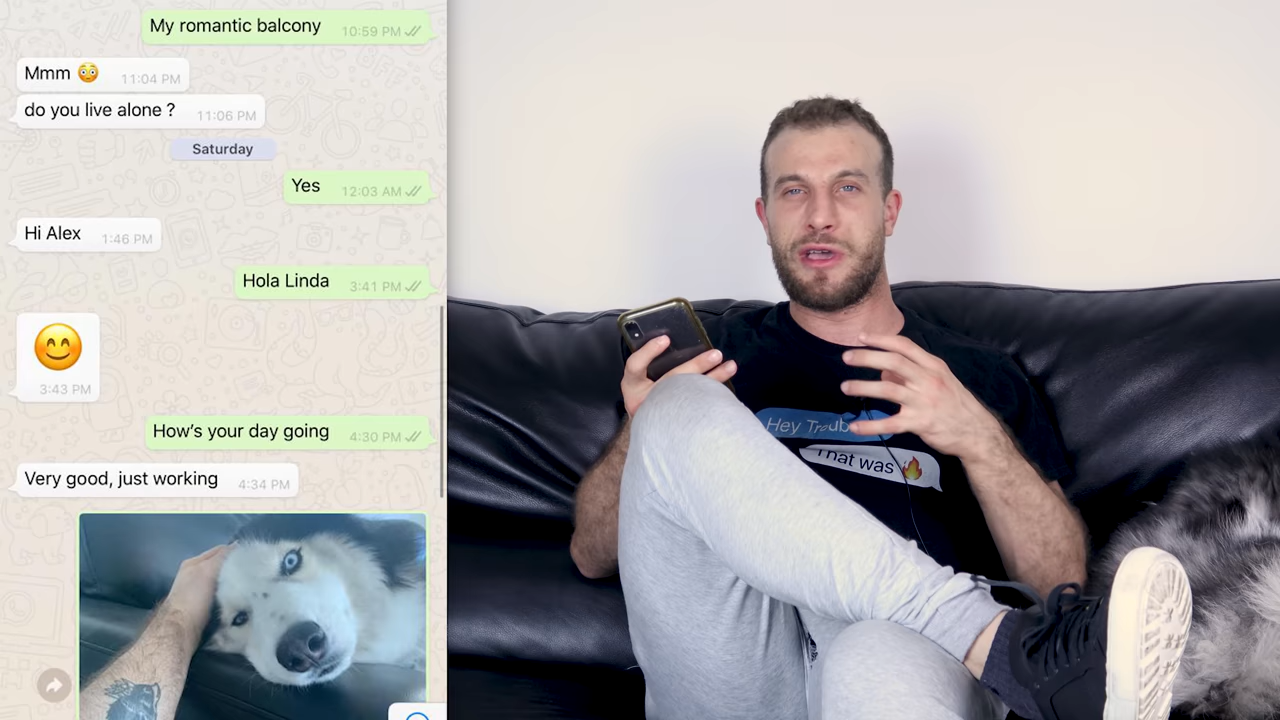 My romantic balcony 10:59 PM
Mmm 😳 11:04 PM
do you live alone ? 11:06 PM
Saturday
Yes 12:03 AM
Hi Alex 1:46 PM
Hola Linda 3:41 PM
😊
3:43 PM
How's your day going 4:30 PM
Very good, just working 4:34 PM
Hey Troub
That was 🔥